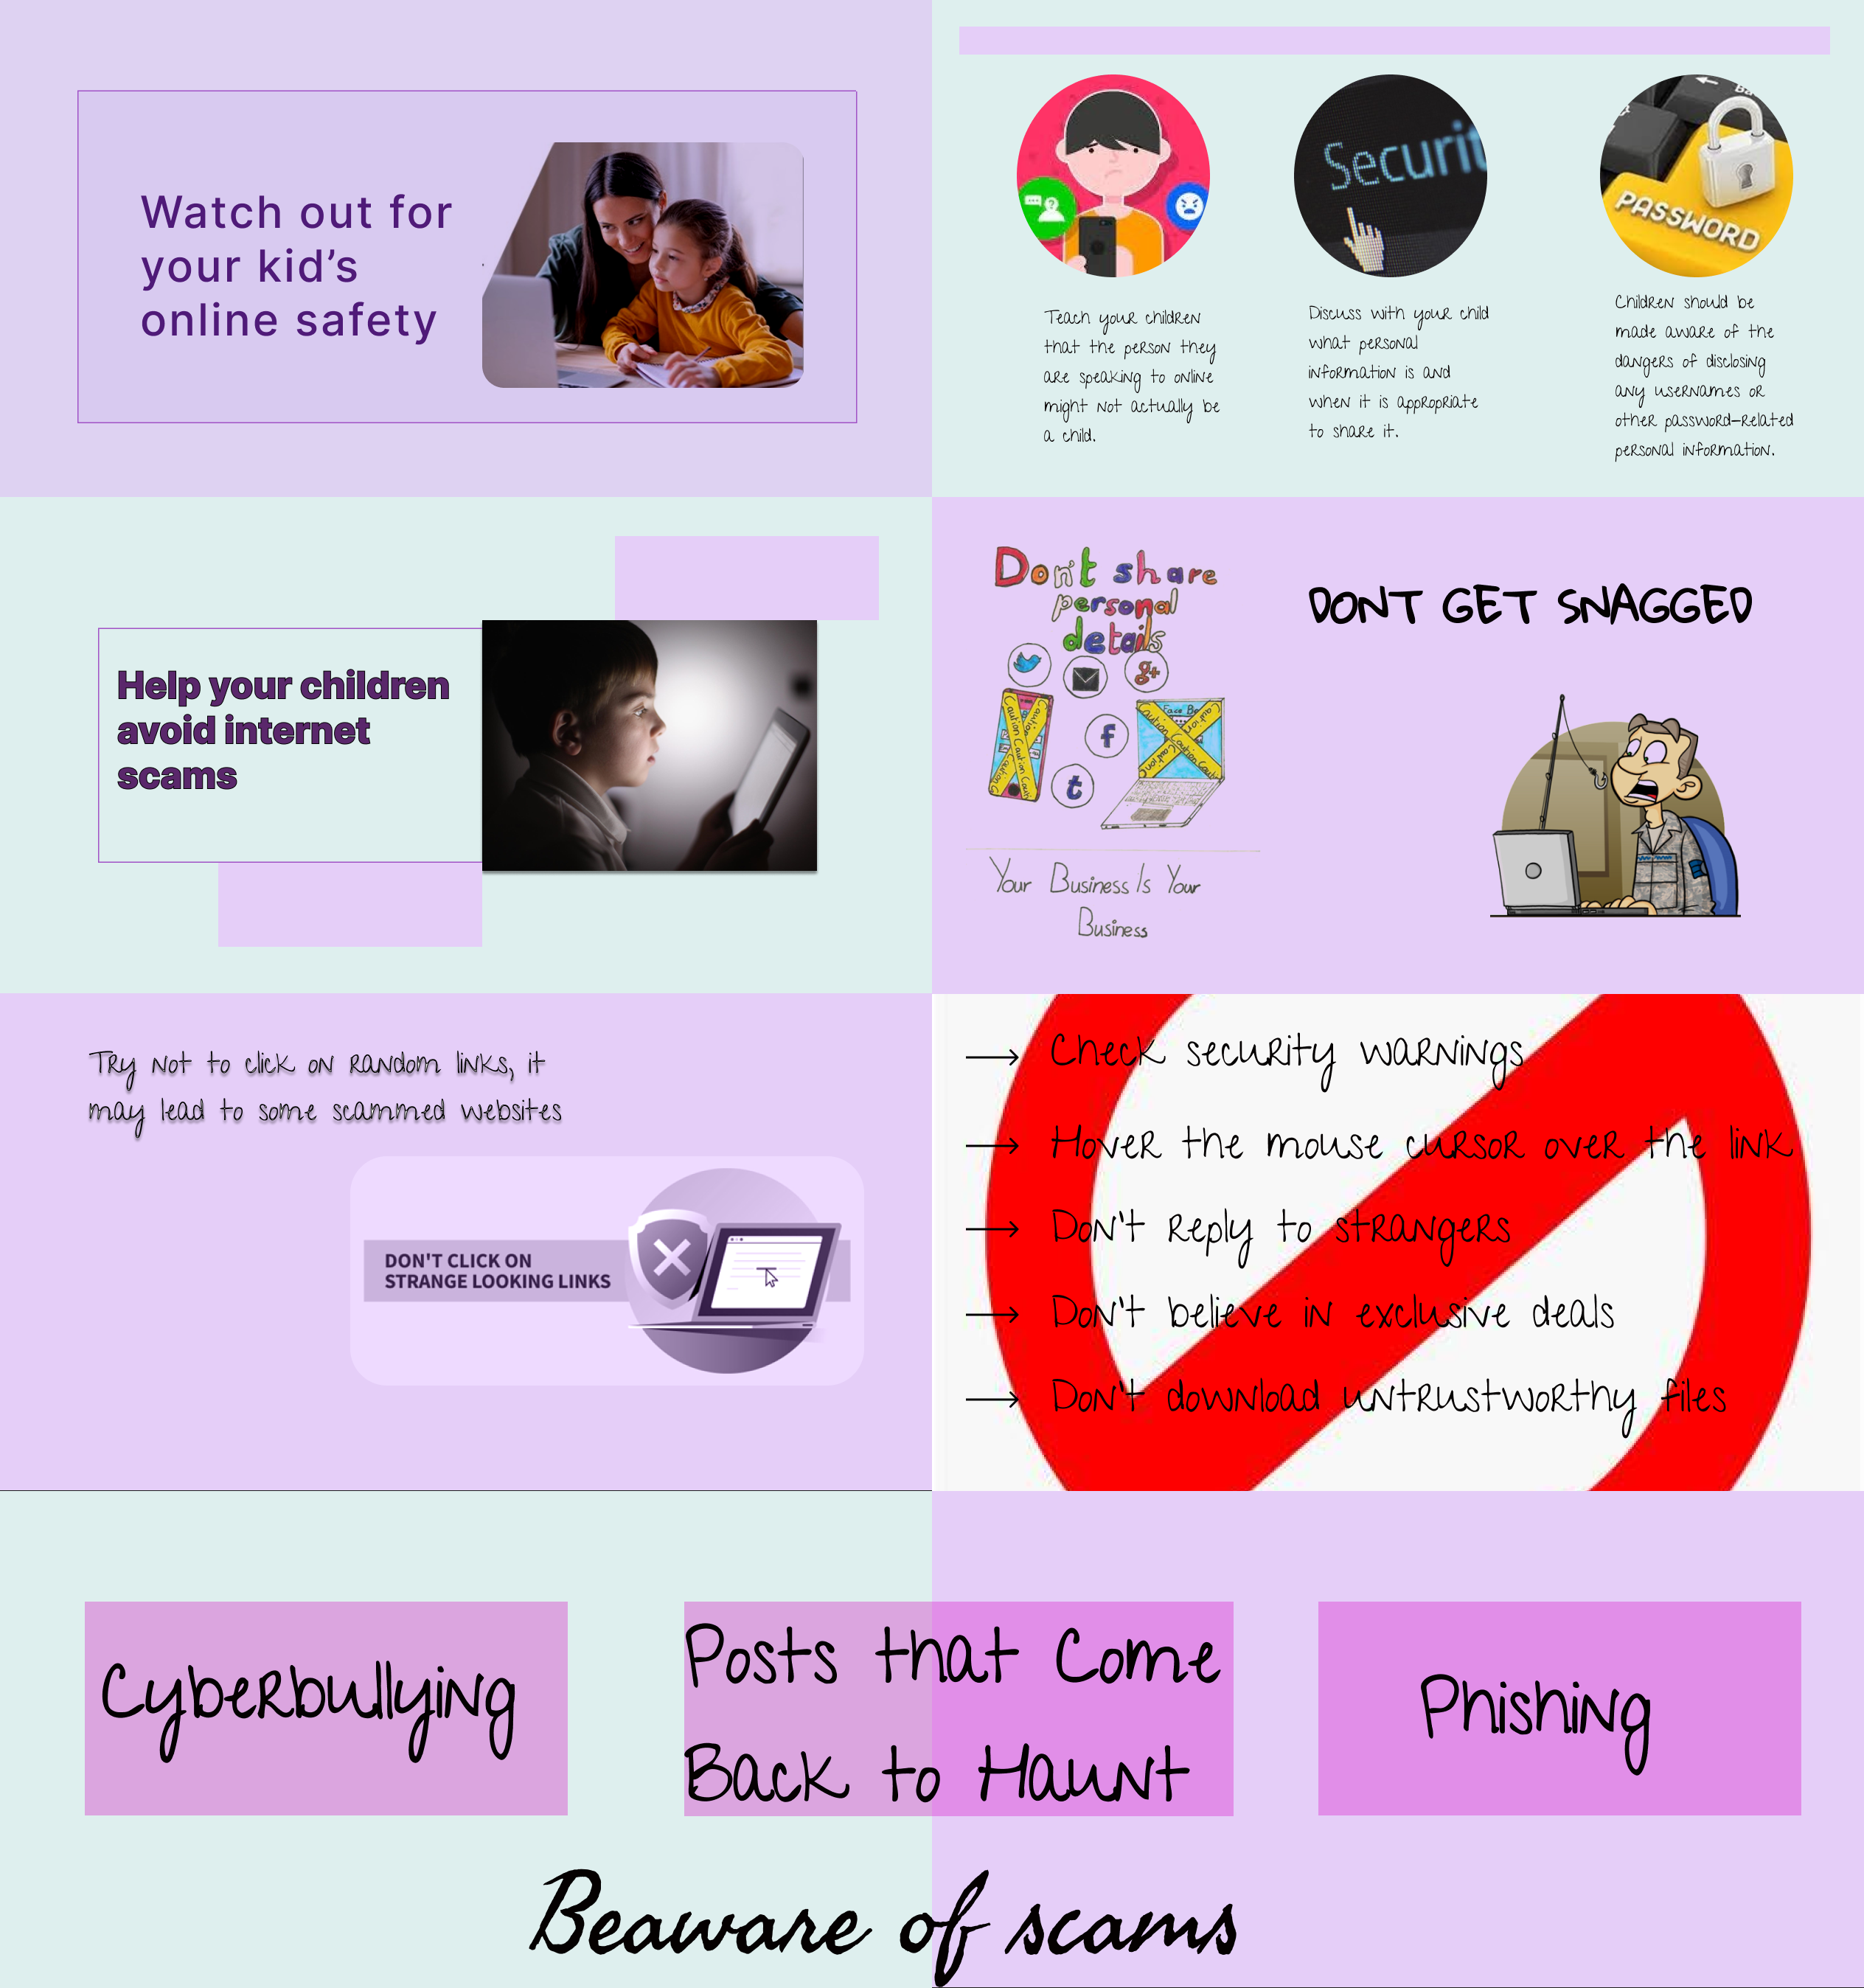 Watch out for
your kid’s
online safety
Securit
PASSWORD
Teach your children
that the person they
are speaking to online
might not actually be
a child.
Discuss with your child
what personal
information is and
when it is appropriate
to share it.
Children should be
made aware of the
dangers of disclosing
any usernames or
other password-related
personal information.
Help your children
avoid internet
scams
Don't share
personal
details
g+
f
t
Caution Caution Cauti
Caution Caution Caut
Your Business Is Your
Business
DONT GET SNAGGED
Try not to click on random links, it
may lead to some scammed websites
DON'T CLICK ON
STRANGE LOOKING LINKS
→ Check security warnings
→ Hover the mouse cursor over the link
→ Don't reply to strangers
→ Don't believe in exclusive deals
→ Don't download untrustworthy files
Cyberbullying
Posts that Come
Back to Haunt
Phishing
Beaware of scams